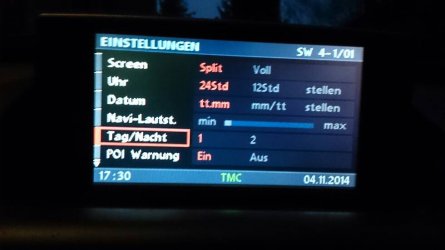 EINSTELLUNGEN SW 4-1/01
Screen Split Voll
Uhr 24Std 12Std stellen
Datum tt.mm mm/tt stellen
Navi-Lautst. min max
Tag/Nacht 1 2
POI Warnung Ein Aus
17:30 TMC 04.11.2014